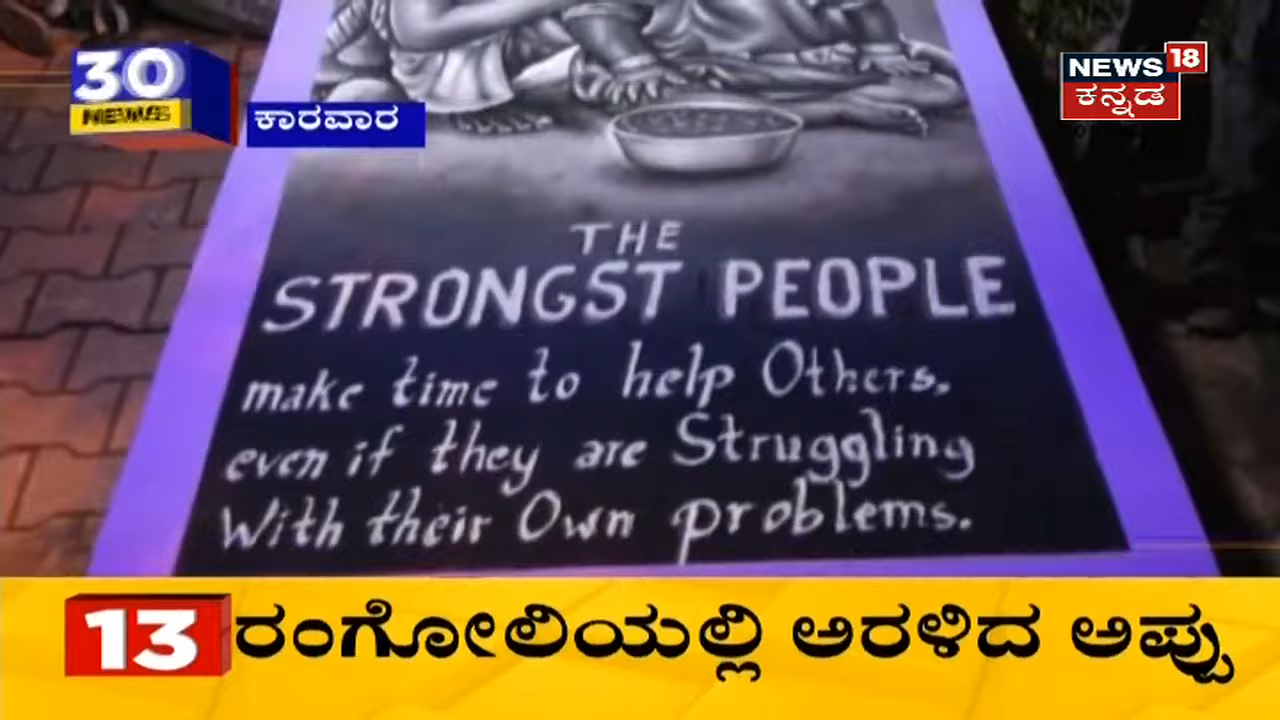 30
NEWS
ಕಾರವಾರ
NEWS 18
ಕನ್ನಡ
THE
STRONGST PEOPLE
make time to help Others,
even if they are Struggling
With their Own problems.
13 ರಂಗೋಲಿಯಲ್ಲಿ ಅರಳಿದ ಅಪ್ಪು